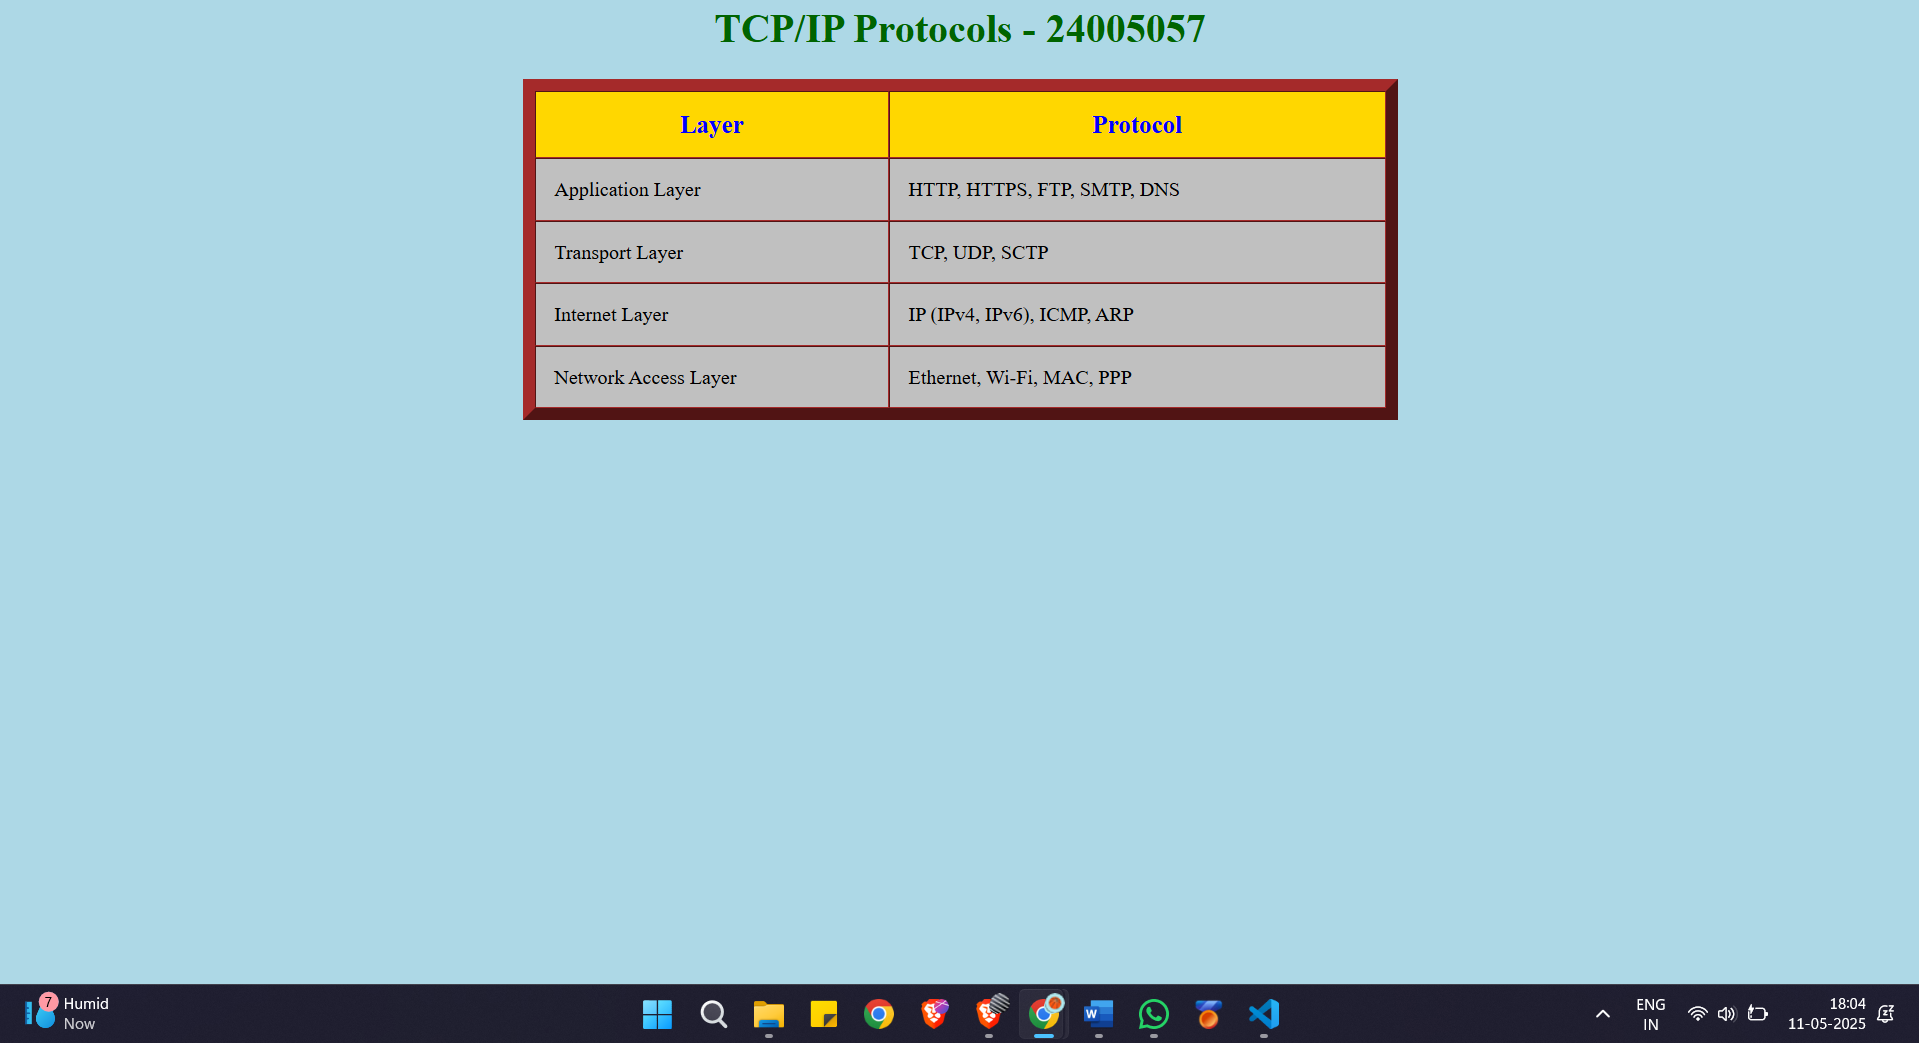 TCP/IP Protocols - 24005057
Layer Protocol
Application Layer HTTP, HTTPS, FTP, SMTP, DNS
Transport Layer TCP, UDP, SCTP
Internet Layer IP (IPv4, IPv6), ICMP, ARP
Network Access Layer Ethernet, Wi-Fi, MAC, PPP
7 Humid
Now
W
ENG
IN
18:04
11-05-2025